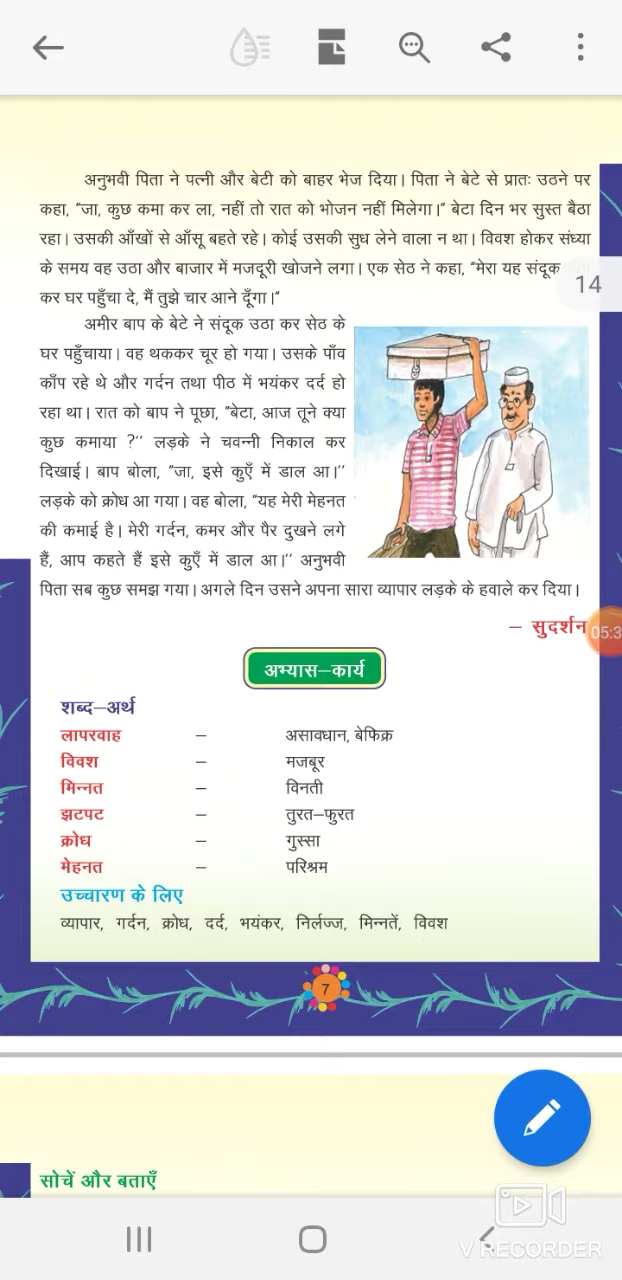 अनुभवी पिता ने पत्नी और बेटी को बाहर भेज दिया। पिता ने बेटे से प्रातः उठने पर
कहा, "जा, कुछ कमा कर ला, नहीं तो रात को भोजन नहीं मिलेगा।" बेटा दिन भर सुस्त बैठा
रहा। उसकी आँखों से आँसू बहते रहे। कोई उसकी सुध लेने वाला न था। विवश होकर संध्या
के समय वह उठा और बाजार में मजदूरी खोजने लगा। एक सेठ ने कहा, "मेरा यह संदूक
14
कर घर पहुँचा दे, मैं तुझे चार आने दूँगा।"
अमीर बाप के बेटे ने संदूक उठा कर सेठ के
घर पहुँचाया। वह थककर चूर हो गया। उसके पाँव
काँप रहे थे और गर्दन तथा पीठ में भयंकर दर्द हो
रहा था। रात को बाप ने पूछा, "बेटा, आज तूने क्या
कुछ कमाया ?'' लड़के ने चवन्नी निकाल कर
दिखाई। बाप बोला, "जा, इसे कुएँ में डाल आ।''
लड़के को क्रोध आ गया। वह बोला, "यह मेरी मेहनत
की कमाई है। मेरी गर्दन, कमर और पैर दुखने लगे
हैं, आप कहते हैं इसे कुएँ में डाल आ।'' अनुभवी
पिता सब कुछ समझ गया। अगले दिन उसने अपना सारा व्यापार लड़के के हवाले कर दिया।
– सुदर्शन
05:3
अभ्यास–कार्य
शब्द–अर्थ
लापरवाह – असावधान, बेफिक्र
विवश – मजबूर
मिन्नत – विनती
झटपट – तुरत–फुरत
क्रोध – गुस्सा
मेहनत – परिश्रम
उच्चारण के लिए
व्यापार, गर्दन, क्रोध, दर्द, भयंकर, निर्लज्ज, मिन्नतें, विवश
7
सोचें और बताएँ
V RECORDER